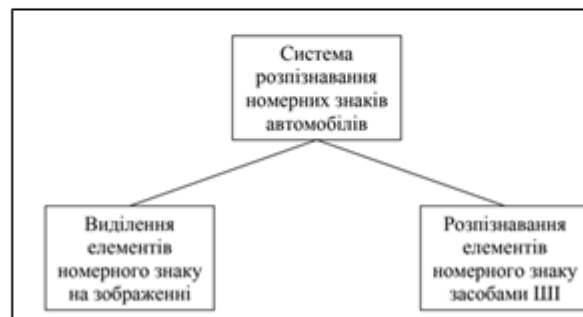 Система
розпізнавання
номерних знаків
автомобілів
Виділення
елементів
номерного знаку
на зображенні
Розпізнавання
елементів
номерного знаку
засобами ШІ